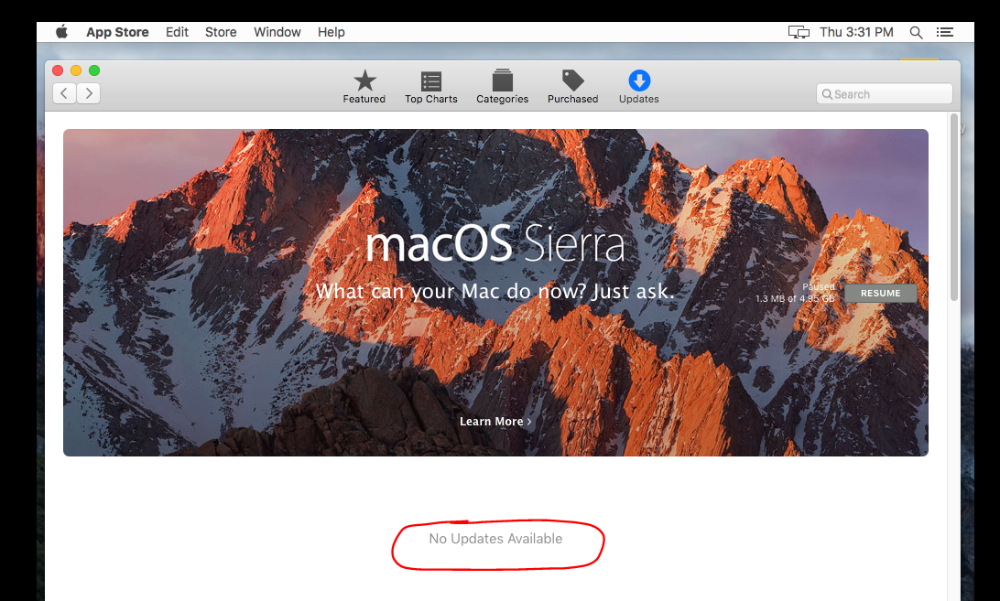 App Store Edit Store Window Help Thu 3:31 PM
Featured Top Charts Categories Purchased Updates
Search
macOS Sierra
What can your Mac do now? Just ask.
Paused
1.3 MB of 4.95 GB
RESUME
Learn More >
No Updates Available